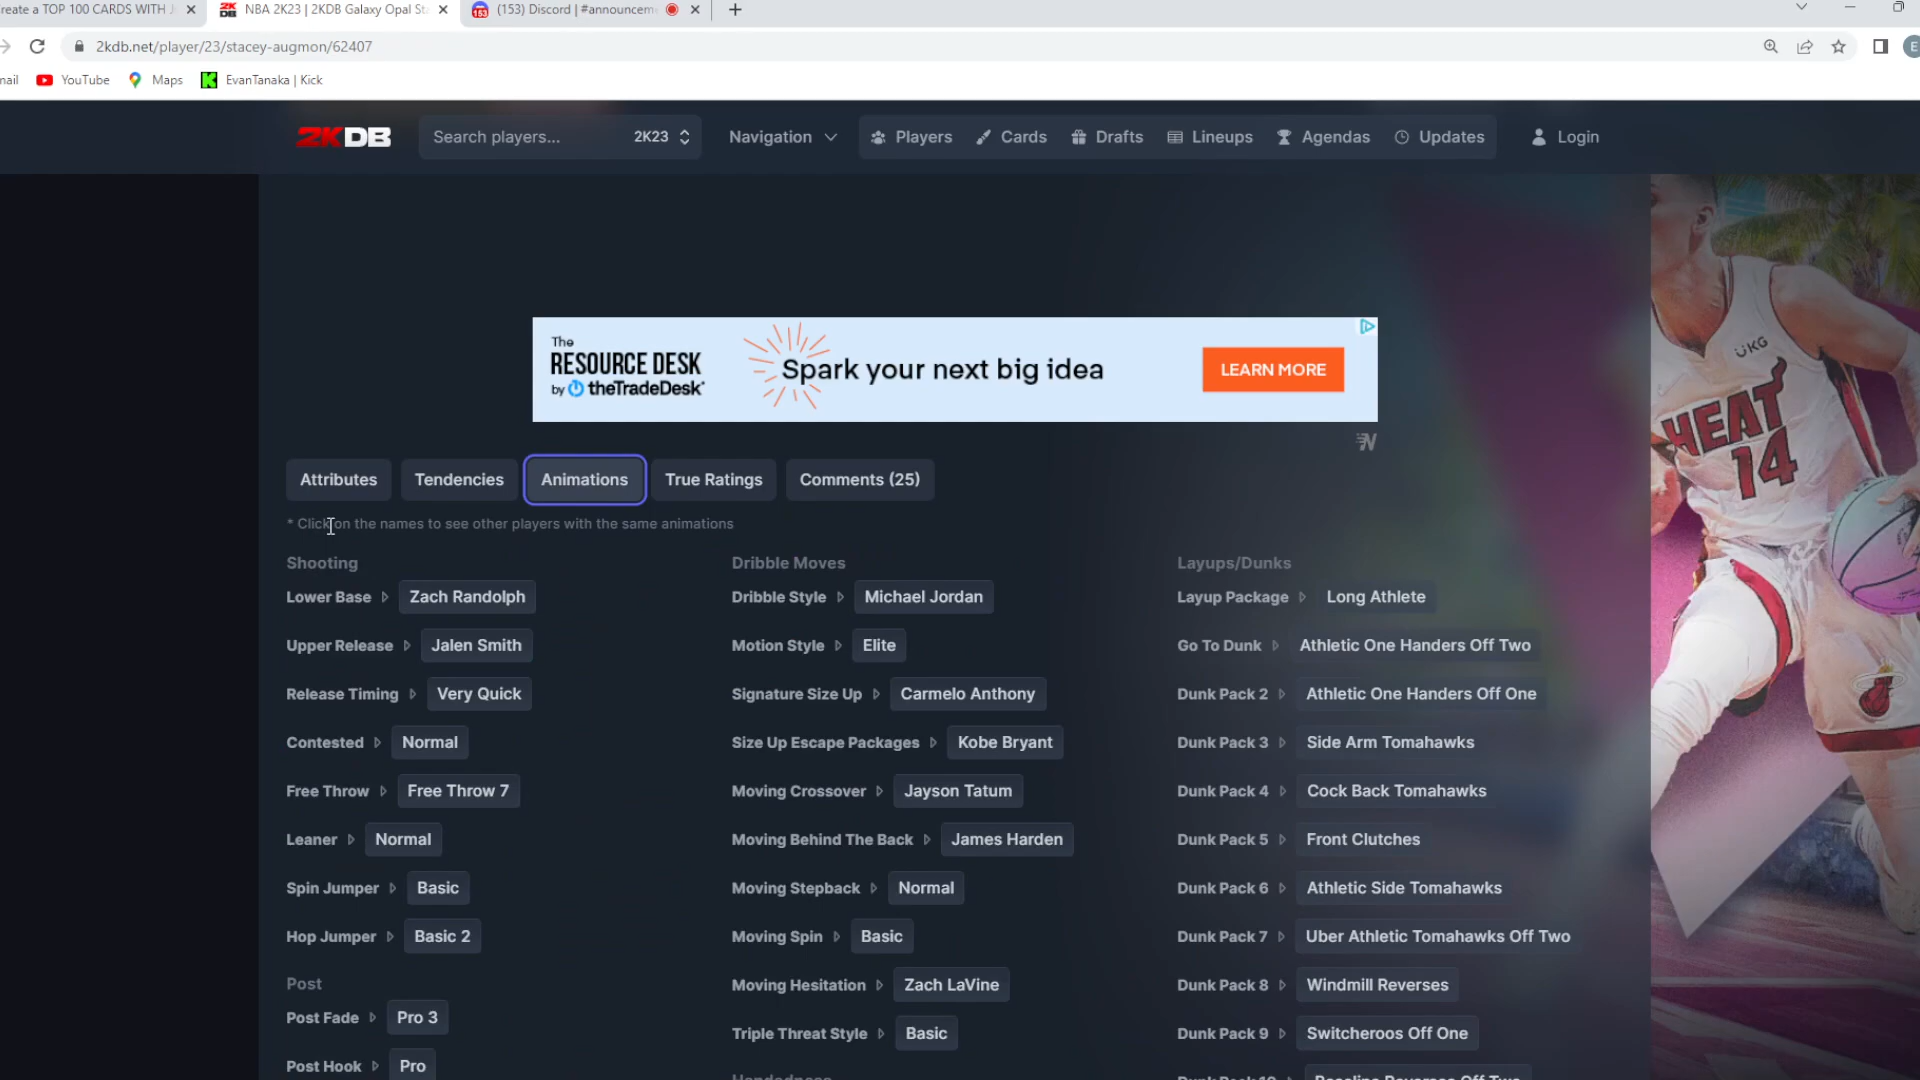 reate a TOP 100 CARDS WITH J
NBA 2K23 | 2KDB Galaxy Opal St
(153) Discord | #announcem
2kdb.net/player/23/stacey-augmon/62407
E
mail
YouTube
Maps
EvanTanaka | Kick
2KDB
Search players...
2K23
Navigation
Players
Cards
Drafts
Lineups
Agendas
Updates
Login
The
RESOURCE DESK
by theTradeDesk
Spark your next big idea
LEARN MORE
Attributes
Tendencies
Animations
True Ratings
Comments (25)
* Click on the names to see other players with the same animations
Shooting
Lower Base Zach Randolph
Upper Release Jalen Smith
Release Timing Very Quick
Contested Normal
Free Throw Free Throw 7
Leaner Normal
Spin Jumper Basic
Hop Jumper Basic 2
Post
Post Fade Pro 3
Post Hook Pro
Dribble Moves
Dribble Style Michael Jordan
Motion Style Elite
Signature Size Up Carmelo Anthony
Size Up Escape Packages Kobe Bryant
Moving Crossover Jayson Tatum
Moving Behind The Back James Harden
Moving Stepback Normal
Moving Spin Basic
Moving Hesitation Zach LaVine
Triple Threat Style Basic
Layups/Dunks
Layup Package Long Athlete
Go To Dunk Athletic One Handers Off Two
Dunk Pack 2 Athletic One Handers Off One
Dunk Pack 3 Side Arm Tomahawks
Dunk Pack 4 Cock Back Tomahawks
Dunk Pack 5 Front Clutches
Dunk Pack 6 Athletic Side Tomahawks
Dunk Pack 7 Uber Athletic Tomahawks Off Two
Dunk Pack 8 Windmill Reverses
Dunk Pack 9 Switcheroos Off One
UKG
HEAT
14